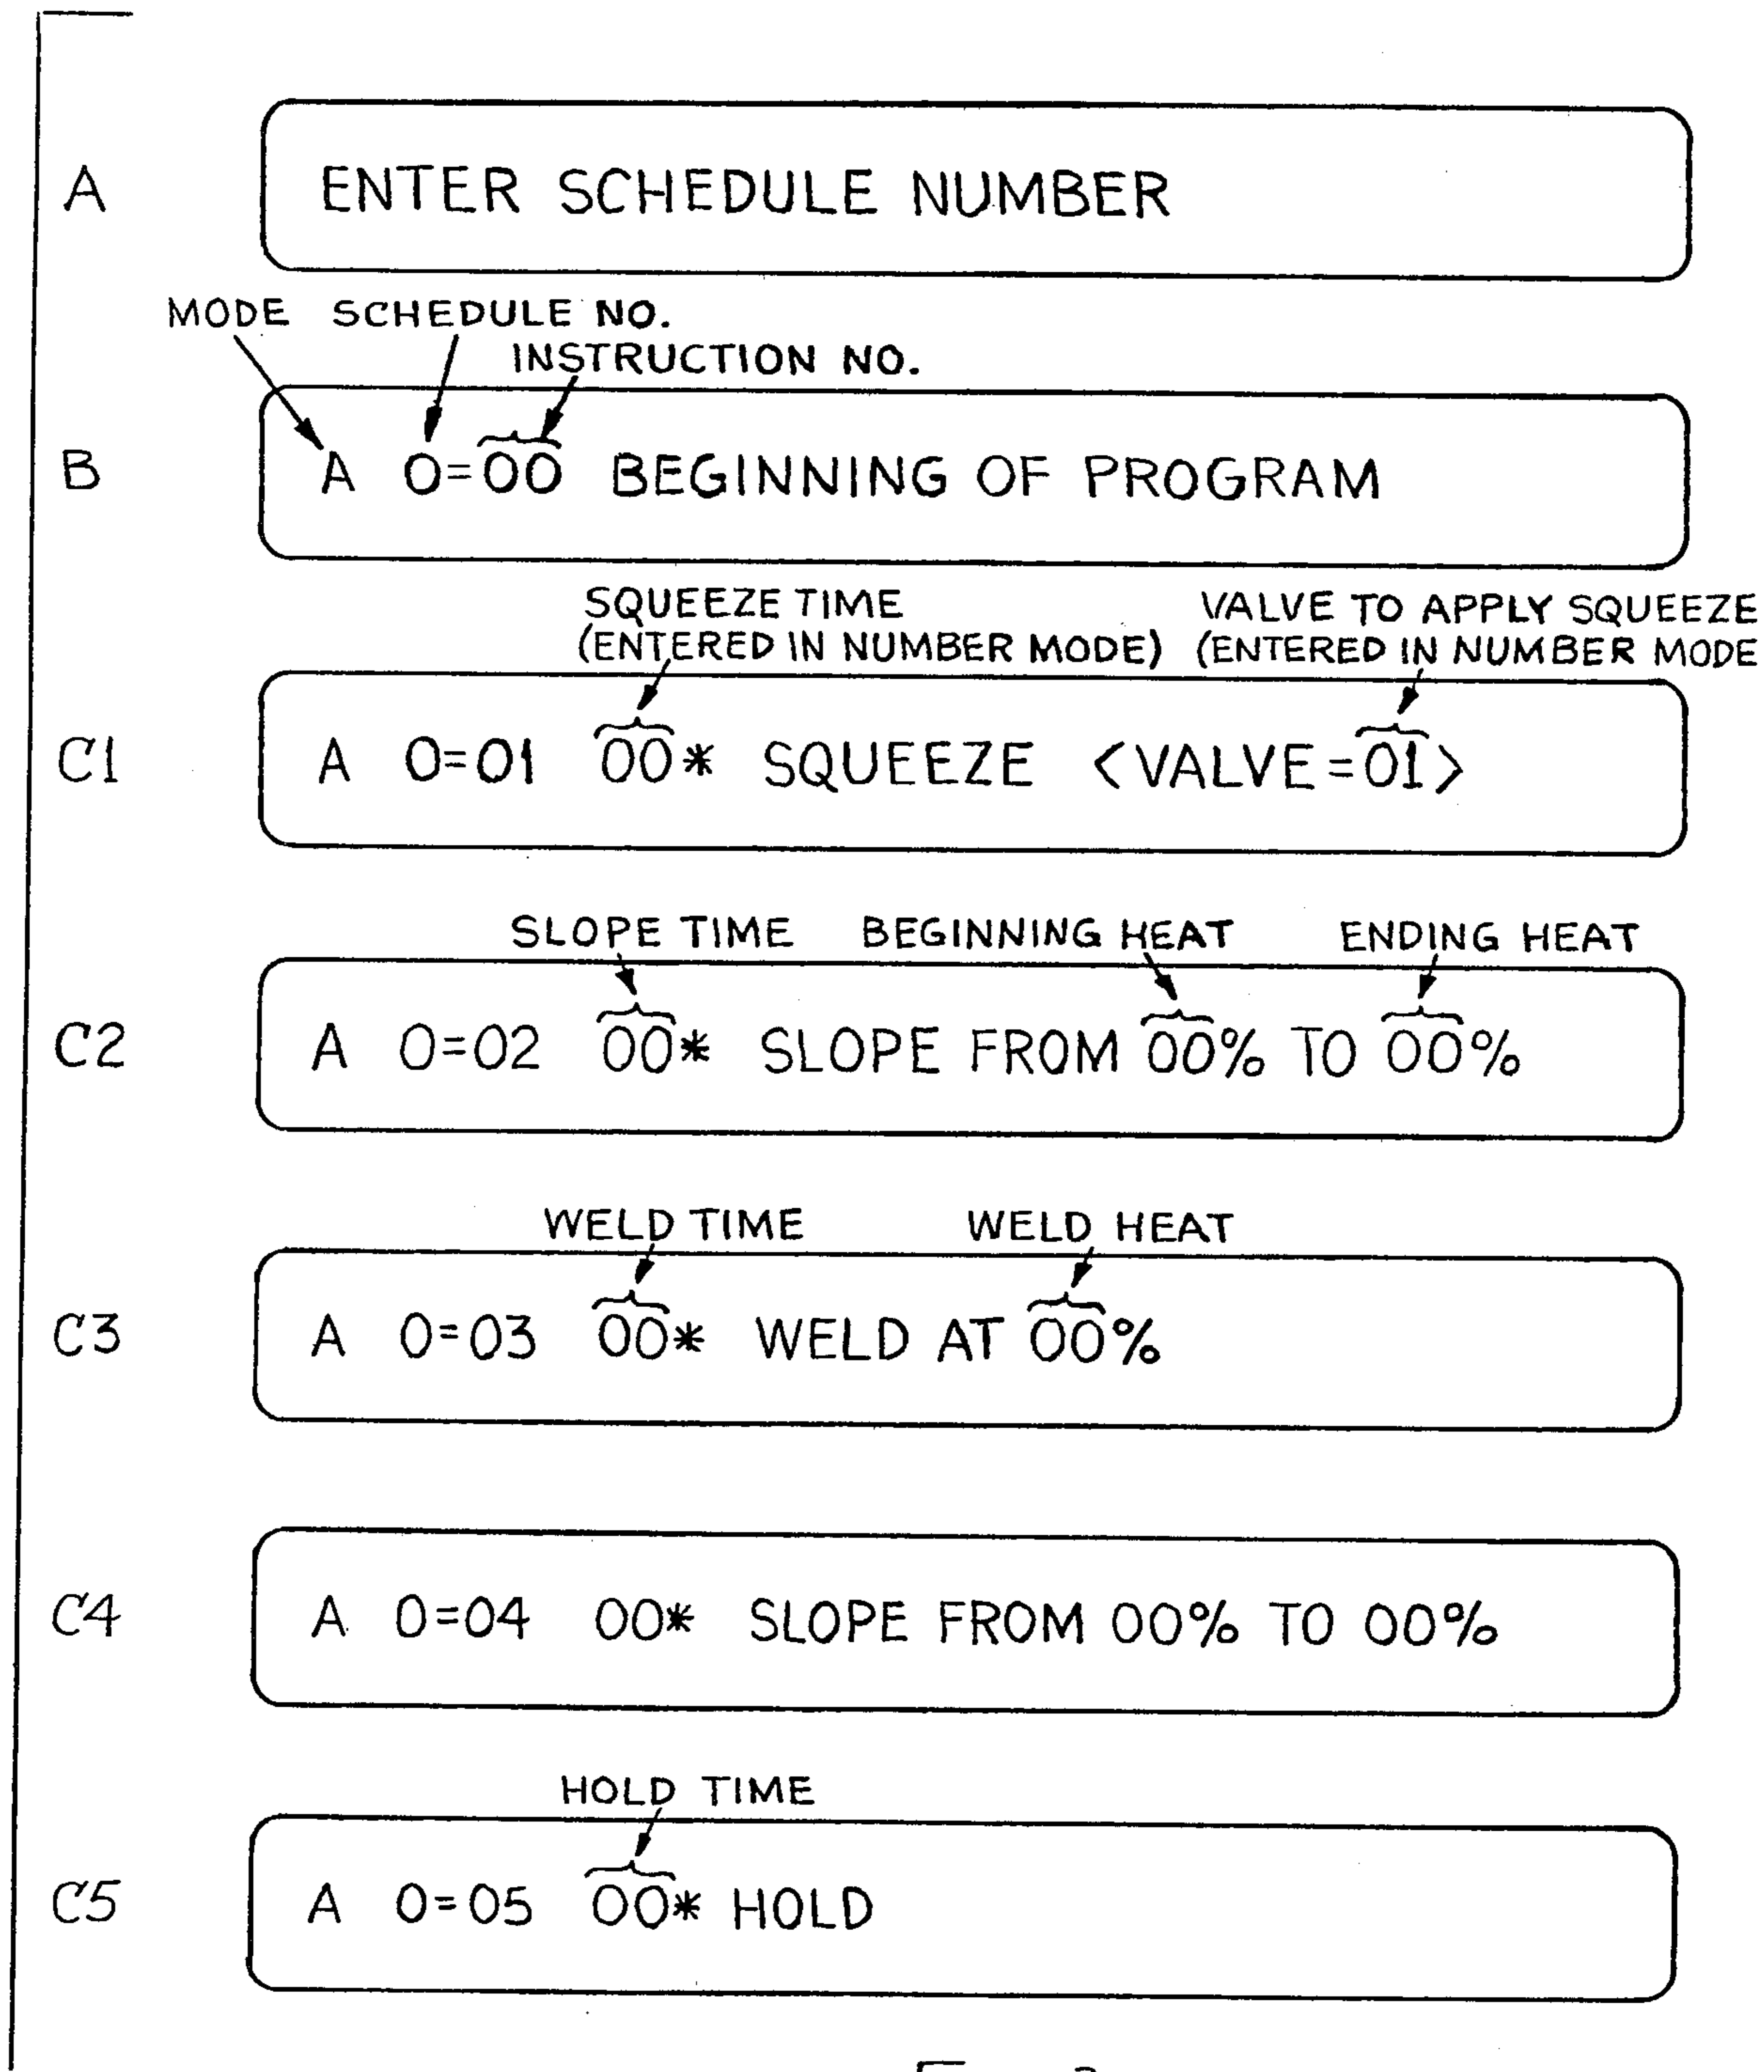 A
ENTER SCHEDULE NUMBER
MODE SCHEDULE NO.
INSTRUCTION NO.
B
A 0=00 BEGINNING OF PROGRAM
SQUEEZE TIME
(ENTERED IN NUMBER MODE)
VALVE TO APPLY SQUEEZE
(ENTERED IN NUMBER MODE
C1
A 0=01 00* SQUEEZE <VALVE=01>
SLOPE TIME BEGINNING HEAT ENDING HEAT
C2
A 0=02 00* SLOPE FROM 00% TO 00%
WELD TIME WELD HEAT
C3
A 0=03 00* WELD AT 00%
C4
A 0=04 00* SLOPE FROM 00% TO 00%
HOLD TIME
C5
A 0=05 00* HOLD